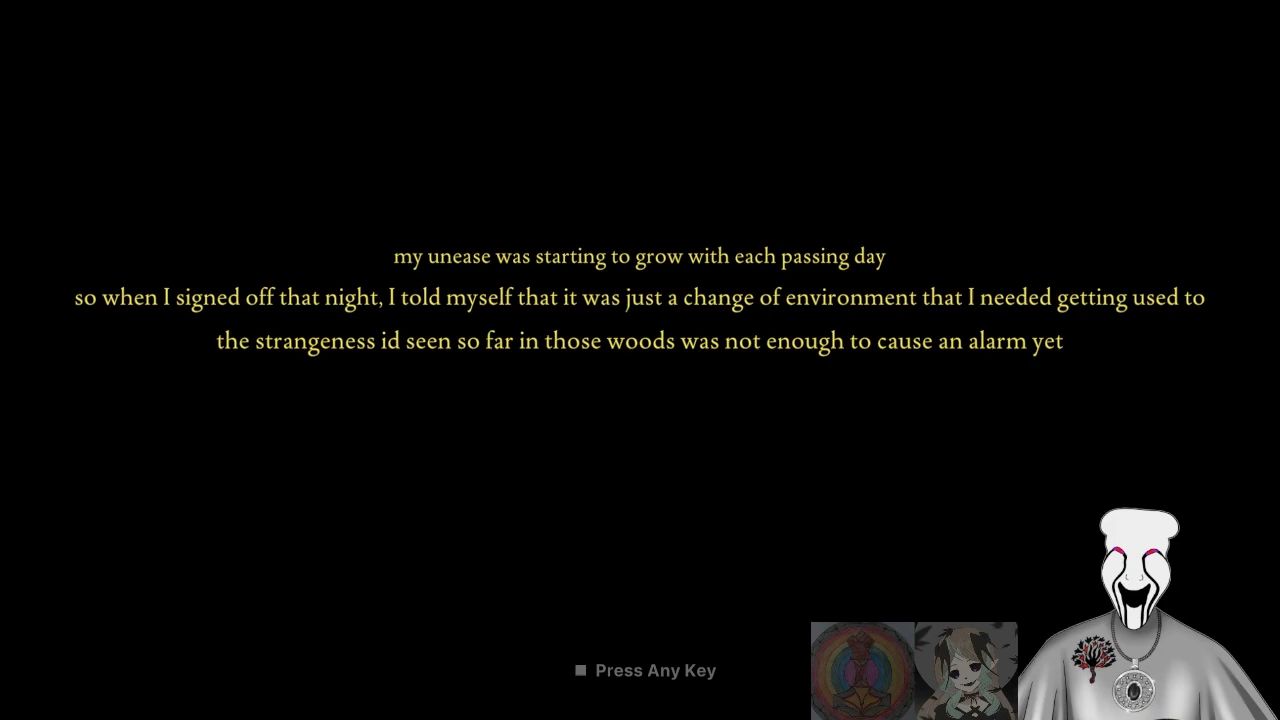 my unease was starting to grow with each passing day
so when I signed off that night, I told myself that it was just a change of environment that I needed getting used to
the strangeness id seen so far in those woods was not enough to cause an alarm yet
Press Any Key